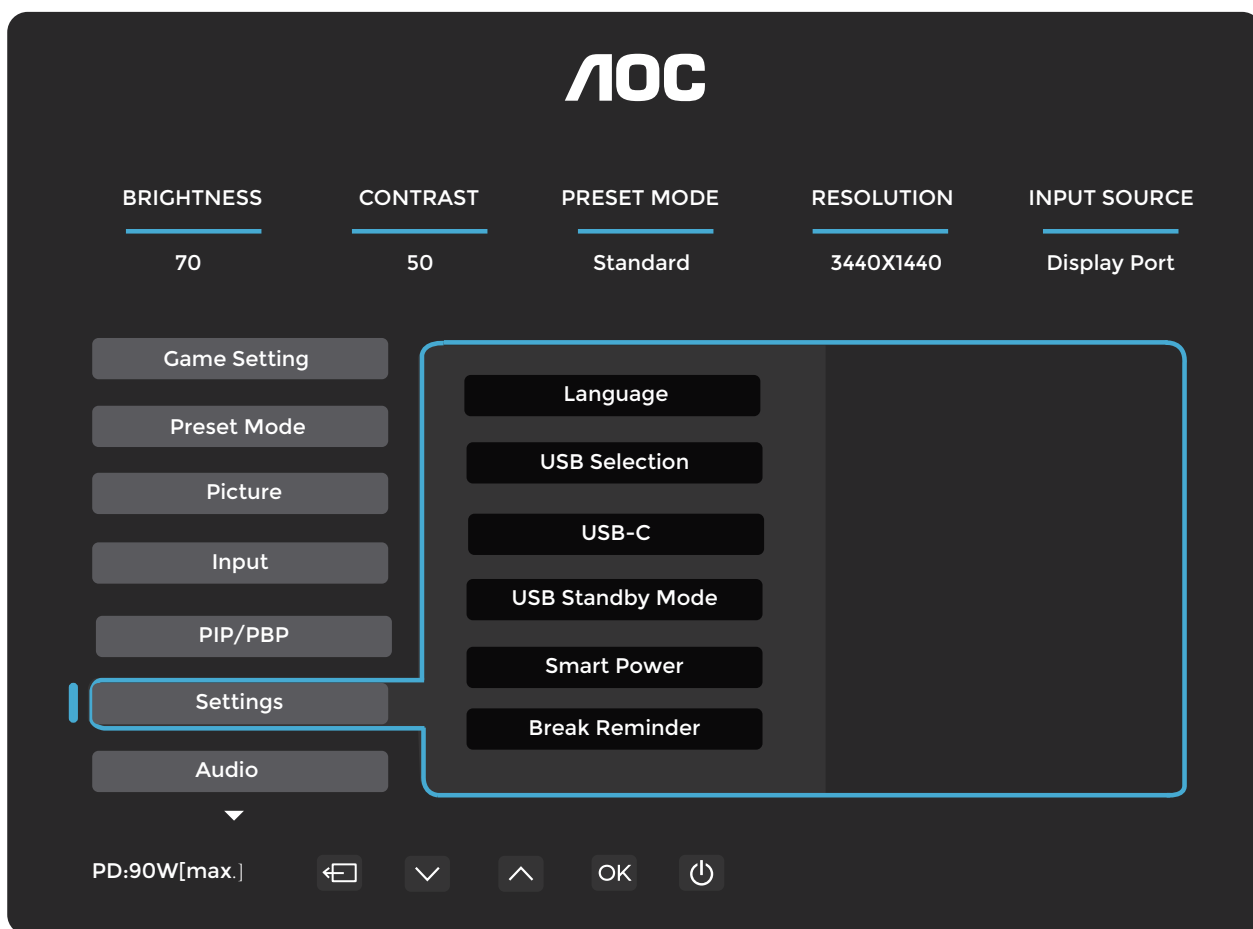 AOC
BRIGHTNESS CONTRAST PRESET MODE RESOLUTION INPUT SOURCE
70 50 Standard 3440X1440 Display Port
Game Setting
Preset Mode
Picture
Input
PIP/PBP
Settings
Audio
Language
USB Selection
USB-C
USB Standby Mode
Smart Power
Break Reminder
PD:90W[max.] OK